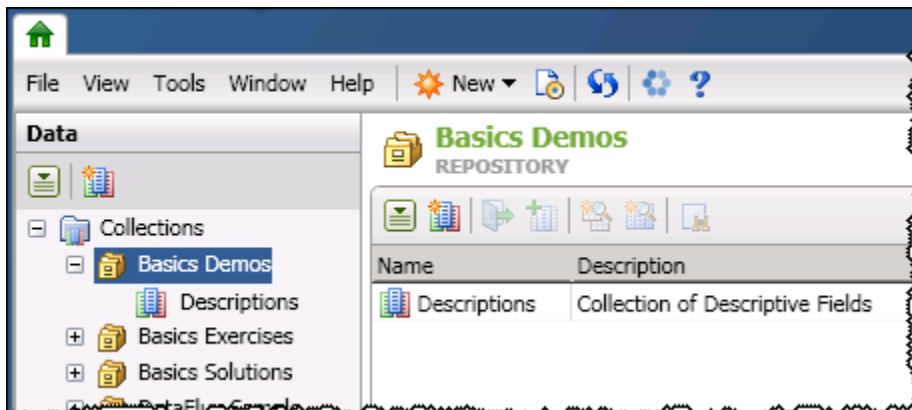 File View Tools Window Help New ?
Data
Collections
Basics Demos
Descriptions
Basics Exercises
Basics Solutions
Basics Demos
REPOSITORY
Name Description
Descriptions Collection of Descriptive Fields